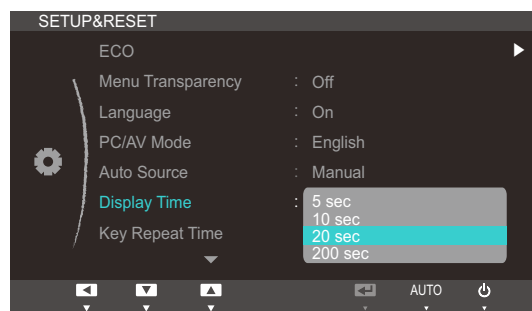 SETUP&RESET
ECO
Menu Transparency : Off
Language : On
PC/AV Mode : English
Auto Source : Manual
Display Time : 5 sec
10 sec
Key Repeat Time 20 sec
200 sec
AUTO